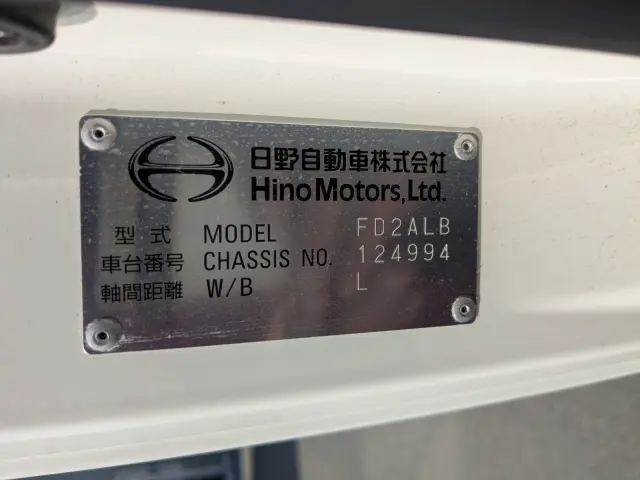 日野自動車株式会社
Hino Motors, Ltd.
型式 MODEL FD2ALB
車台番号 CHASSIS NO. 124994
軸間距離 W/B L